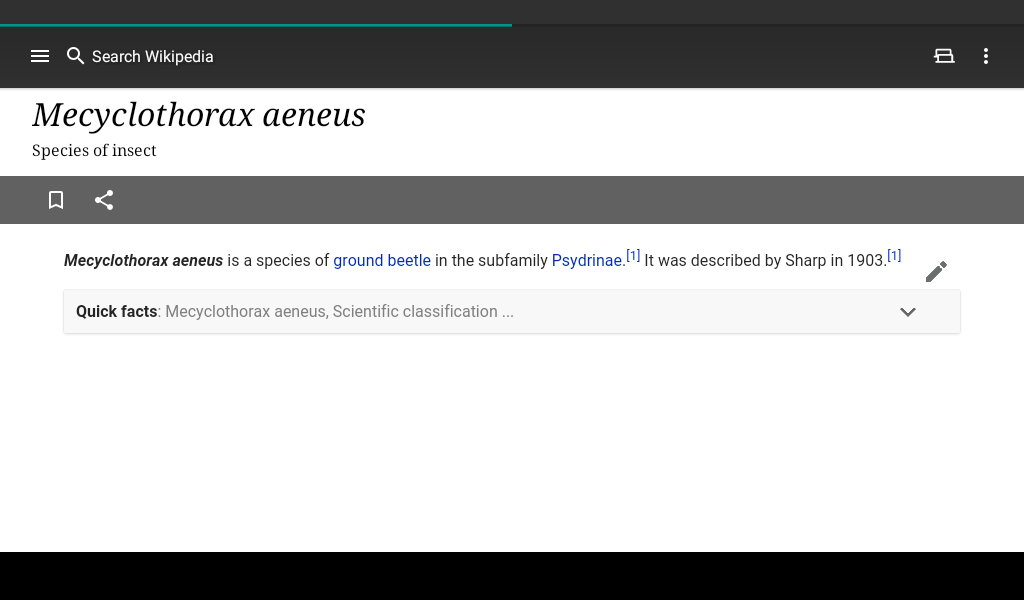 Search Wikipedia
Mecyclothorax aeneus
Species of insect
Mecyclothorax aeneus is a species of ground beetle in the subfamily Psydrinae.[1] It was described by Sharp in 1903.[1]
Quick facts: Mecyclothorax aeneus, Scientific classification ...